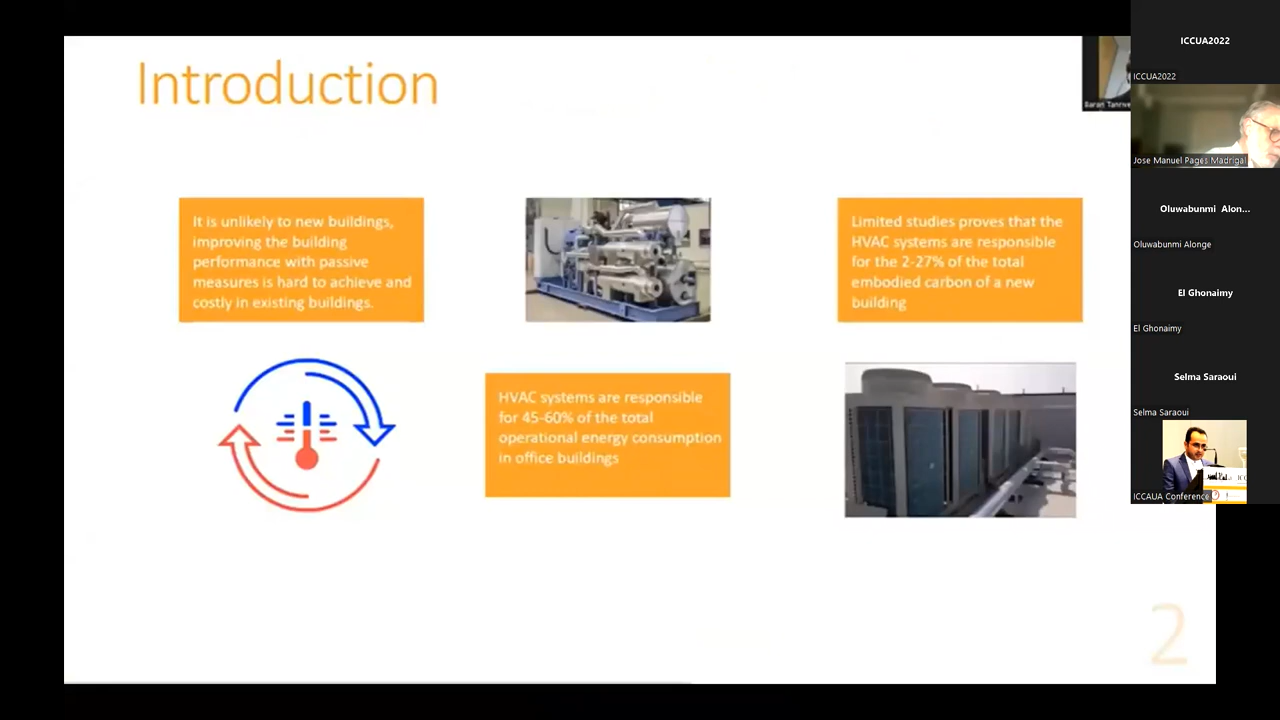 Introduction
It is unlikely to new buildings,
improving the building
performance with passive
measures is hard to achieve and
costly in existing buildings.
Limited studies proves that the
HVAC systems are responsible
for the 2-27% of the total
embodied carbon of a new
building
HVAC systems are responsible
for 45-60% of the total
operational energy consumption
in office buildings
2
ICCUA2022
ICCUA2022
Jose Manuel Pagés Madrigal
Oluwabunmi Alon...
Oluwabunmi Alonge
El Ghonaimy
El Ghonaimy
Selma Saraoui
Selma Saraoui
ICCAUA Conference